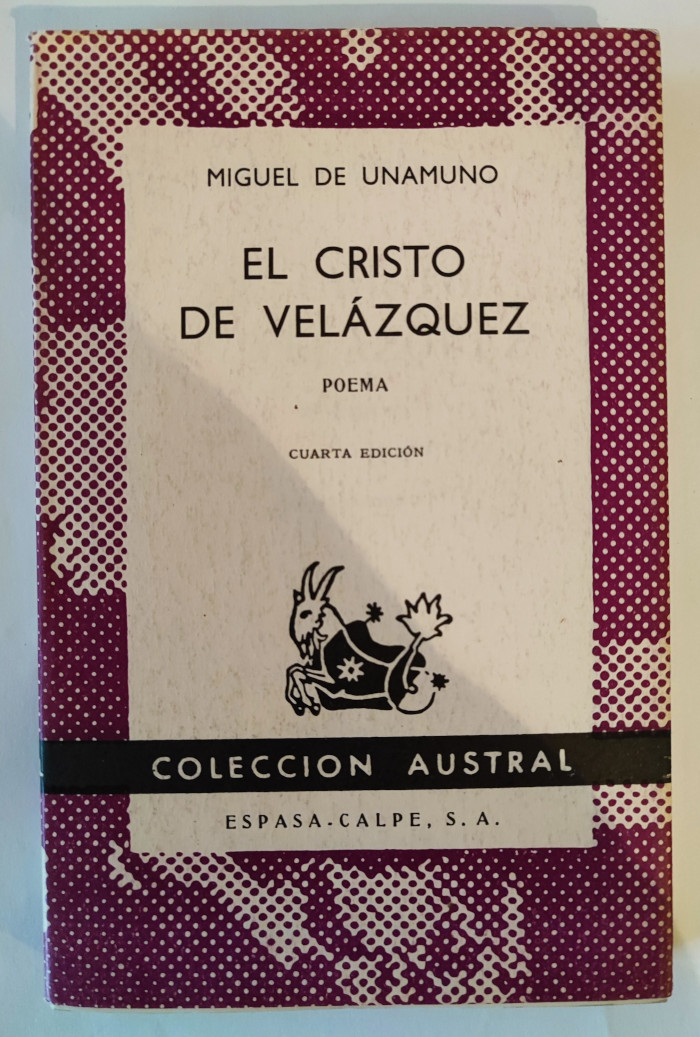 MIGUEL DE UNAMUNO
EL CRISTO
DE VELÁZQUEZ
POEMA
CUARTA EDICIÓN
COLECCION AUSTRAL
ESPASA-CALPE, S. A.